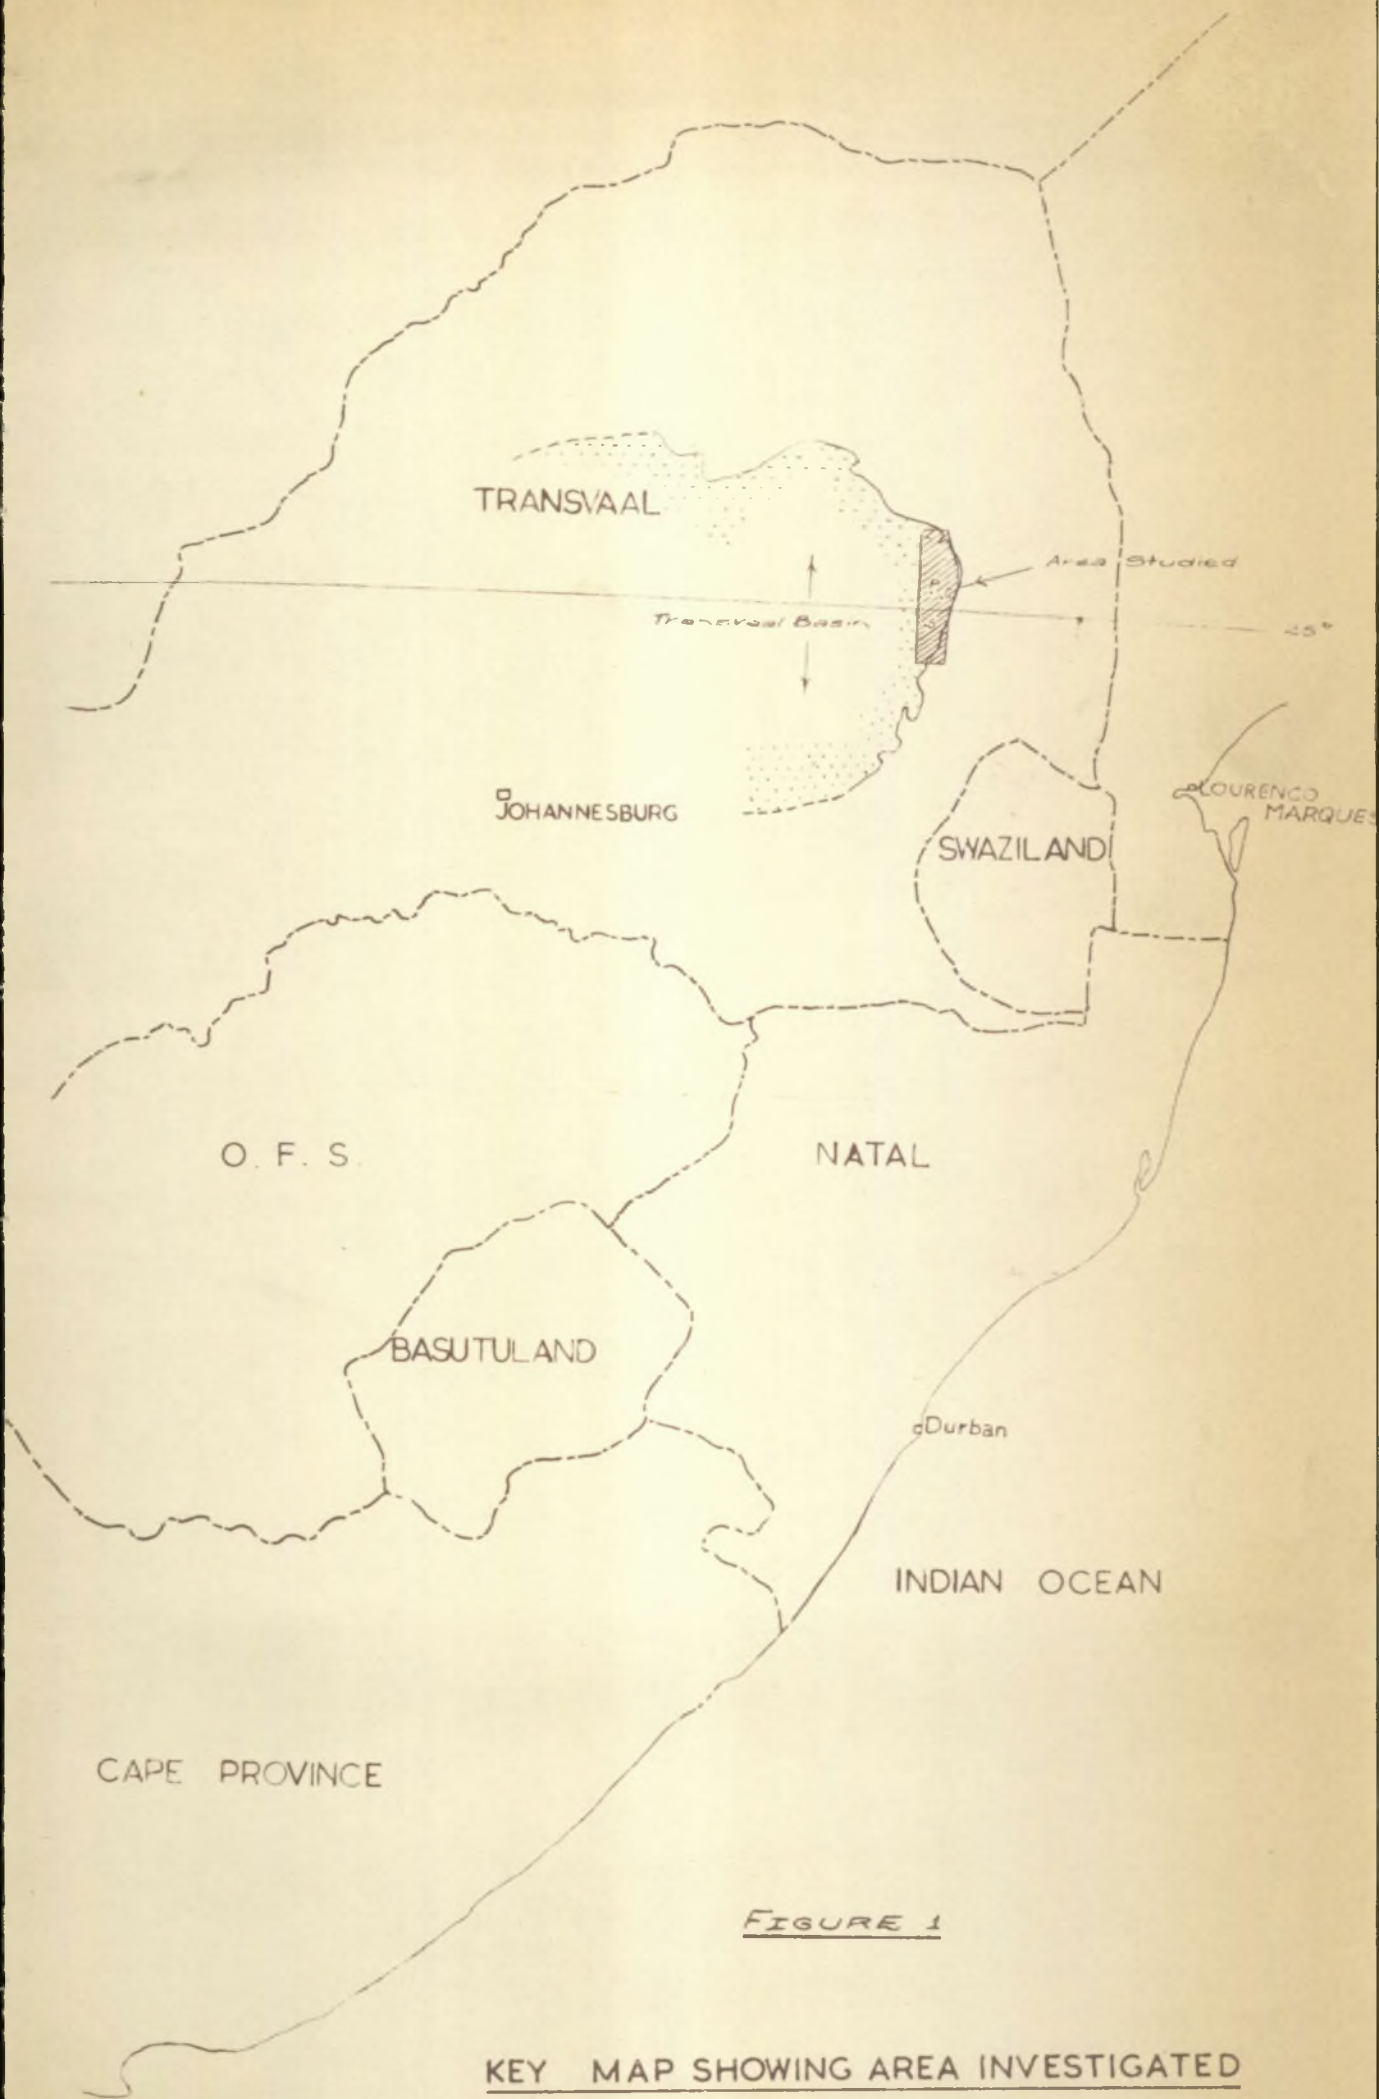 TRANSVAAL
Area Studied
Transvaal Basin
25°
JOHANNESBURG
LOURENCO
MARQUES
SWAZILAND
O. F. S.
NATAL
BASUTULAND
Durban
INDIAN OCEAN
CAPE PROVINCE
FIGURE 1
KEY MAP SHOWING AREA INVESTIGATED